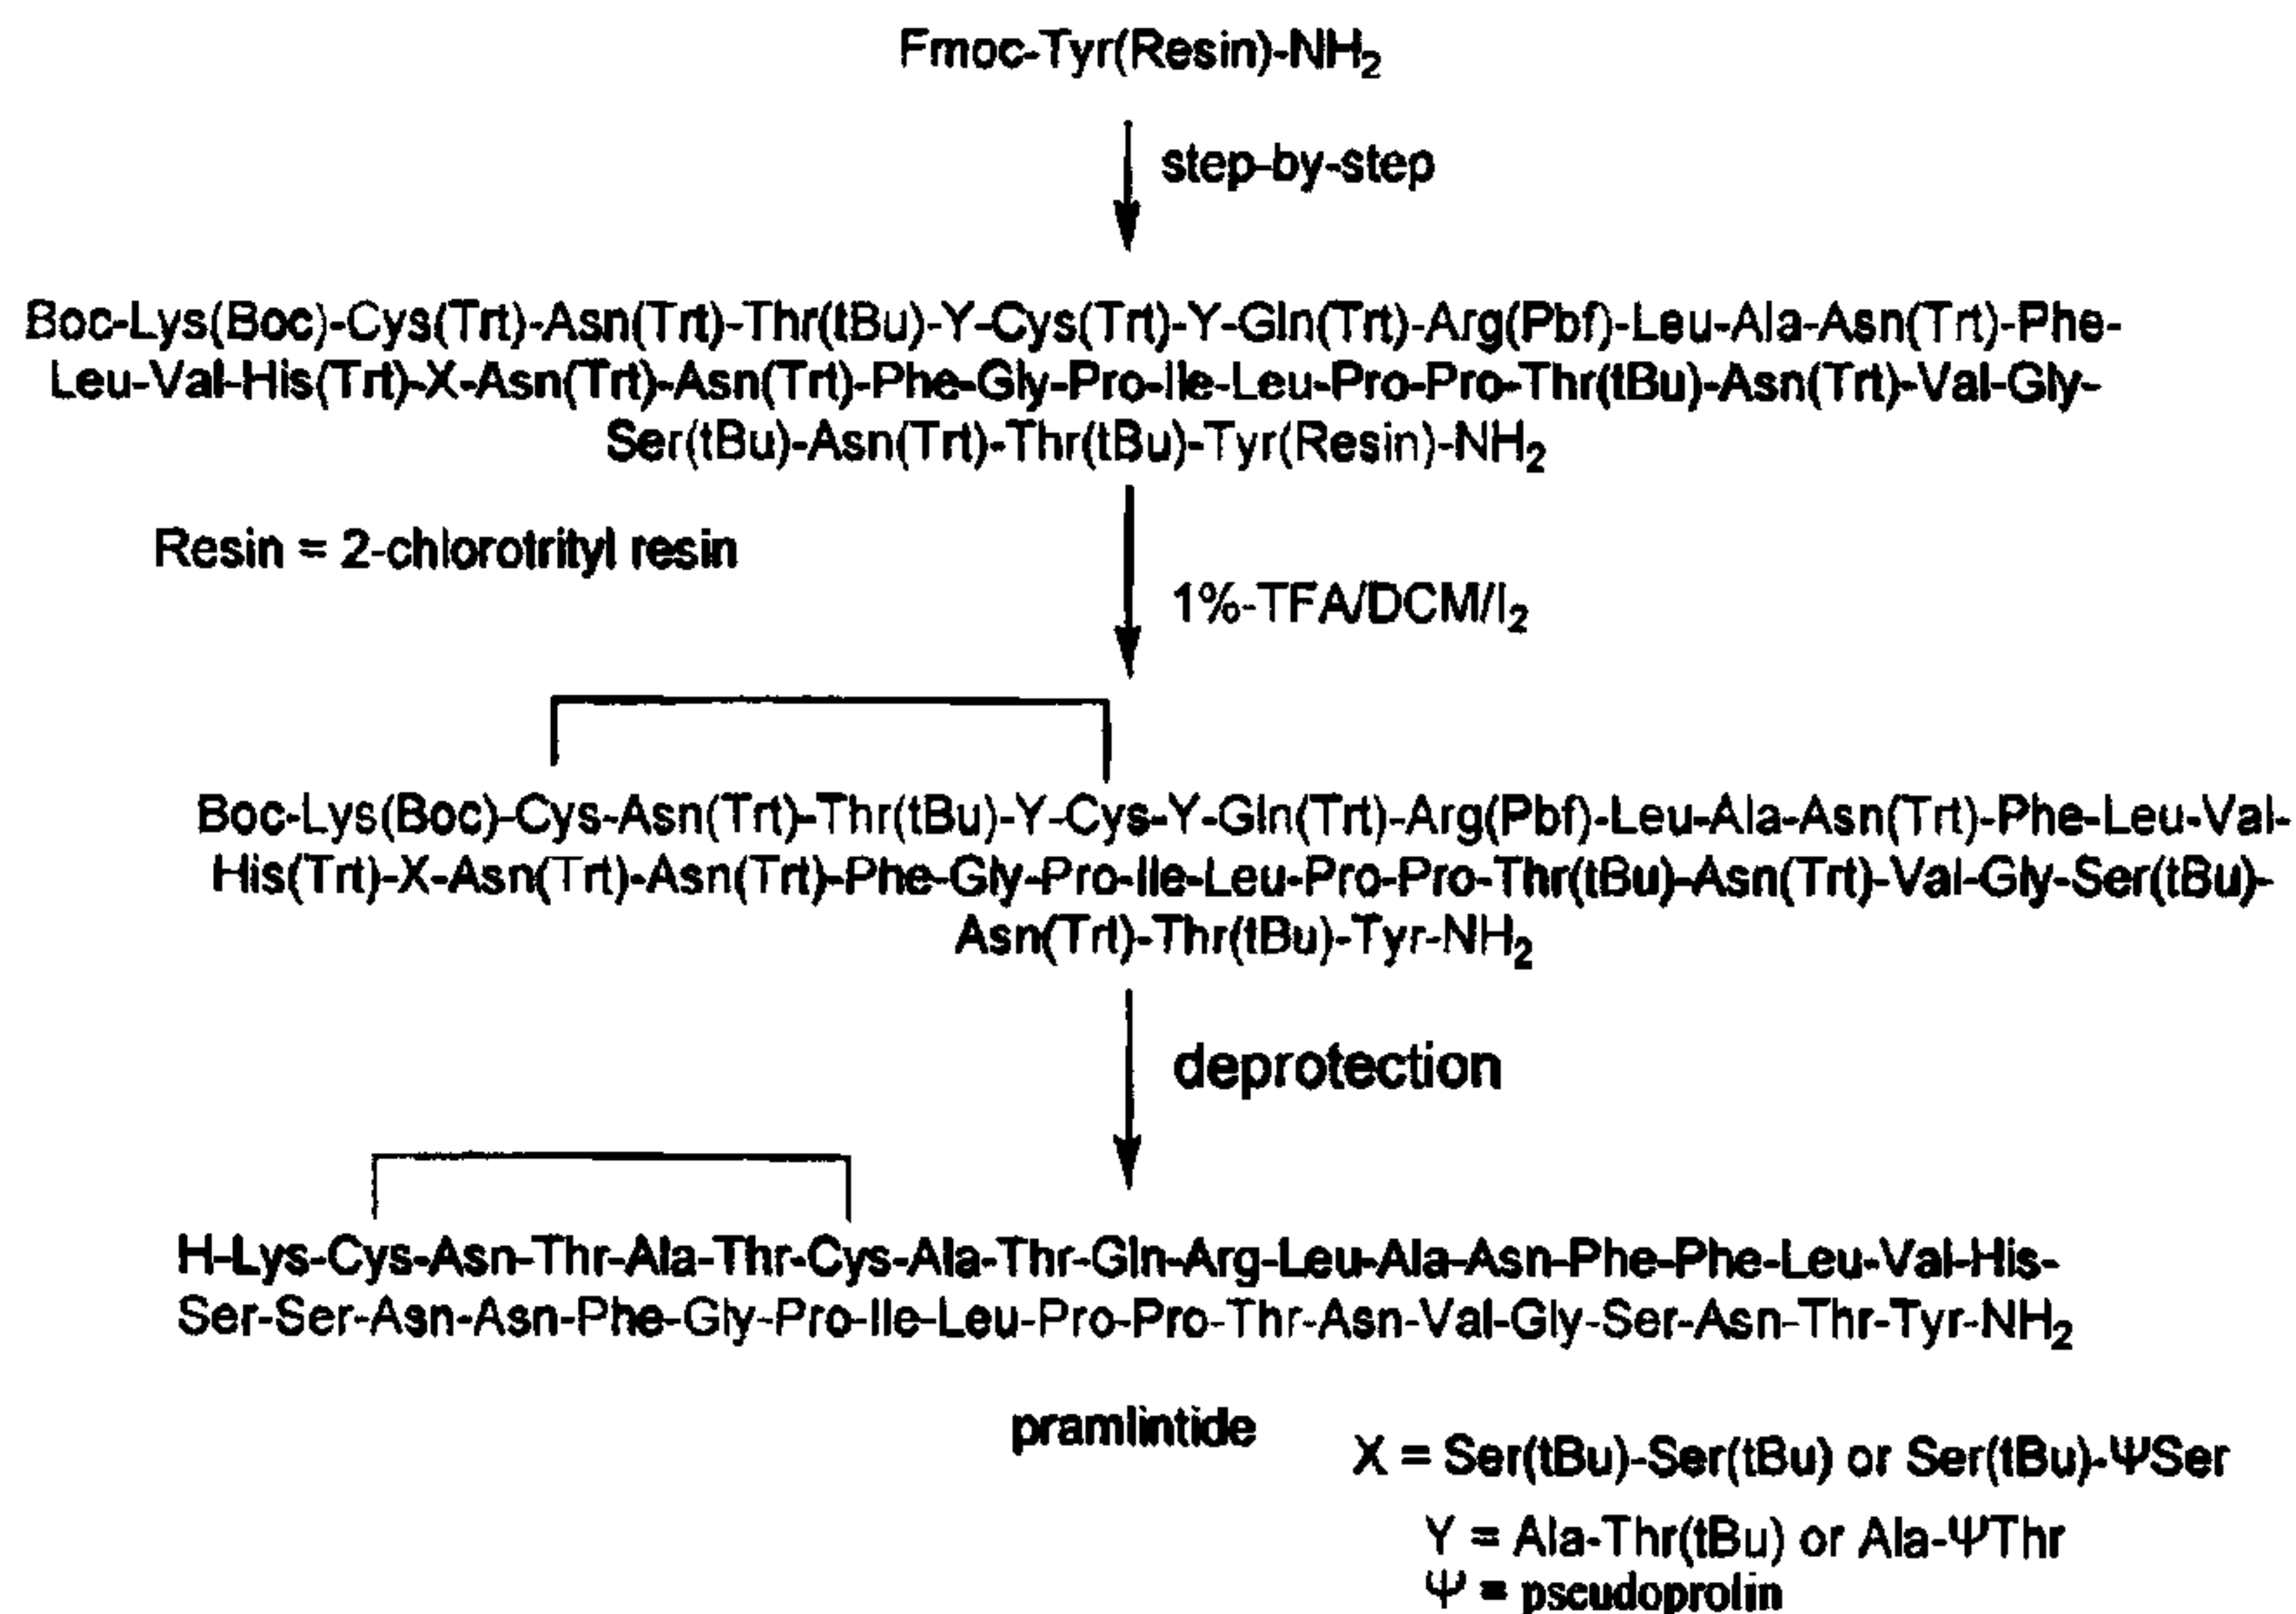 Fmoc-Tyr(Resin)-NH₂
step-by-step
Boc-Lys(Boc)-Cys(Trt)-Asn(Trt)-Thr(tBu)-Y-Cys(Trt)-Y-Gln(Trt)-Arg(Pbf)-Leu-Ala-Asn(Trt)-Phe-
Leu-Val-His(Trt)-X-Asn(Trt)-Asn(Trt)-Phe-Gly-Pro-Ile-Leu-Pro-Pro-Thr(tBu)-Asn(Trt)-Val-Gly-
Ser(tBu)-Asn(Trt)-Thr(tBu)-Tyr(Resin)-NH₂
Resin = 2-chlorotrityl resin
1%-TFA/DCM/I₂
Boc-Lys(Boc)-Cys-Asn(Trt)-Thr(tBu)-Y-Cys-Y-Gln(Trt)-Arg(Pbf)-Leu-Ala-Asn(Trt)-Phe-Leu-Val-
His(Trt)-X-Asn(Trt)-Asn(Trt)-Phe-Gly-Pro-Ile-Leu-Pro-Pro-Thr(tBu)-Asn(Trt)-Val-Gly-Ser(tBu)-
Asn(Trt)-Thr(tBu)-Tyr-NH₂
deprotection
H-Lys-Cys-Asn-Thr-Ala-Thr-Cys-Ala-Thr-Gln-Arg-Leu-Ala-Asn-Phe-Phe-Leu-Val-His-
Ser-Ser-Asn-Asn-Phe-Gly-Pro-Ile-Leu-Pro-Pro-Thr-Asn-Val-Gly-Ser-Asn-Thr-Tyr-NH₂
pramlintide
X = Ser(tBu)-Ser(tBu) or Ser(tBu)-ΨSer
Y = Ala-Thr(tBu) or Ala-ΨThr
Ψ = pseudoprolin